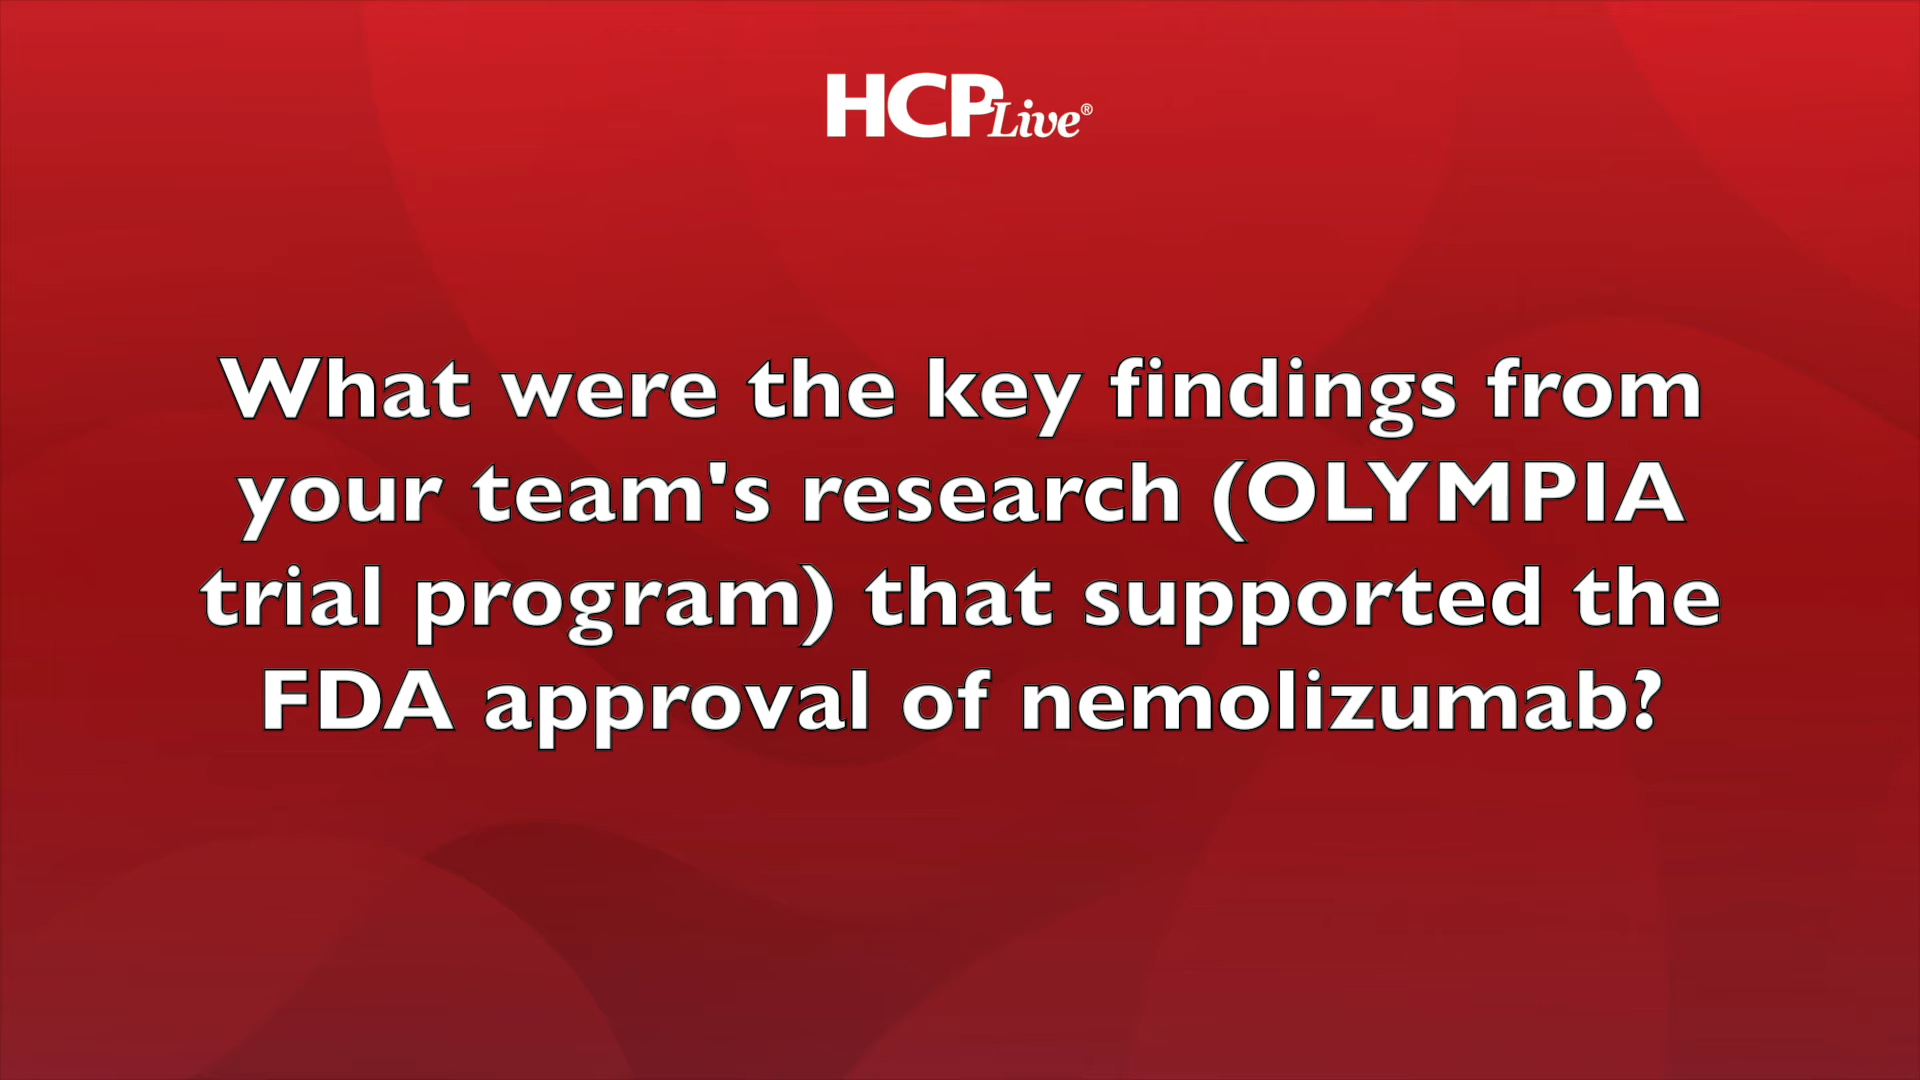 HCPLive®
What were the key findings from
your team's research (OLYMPIA
trial program) that supported the
FDA approval of nemolizumab?